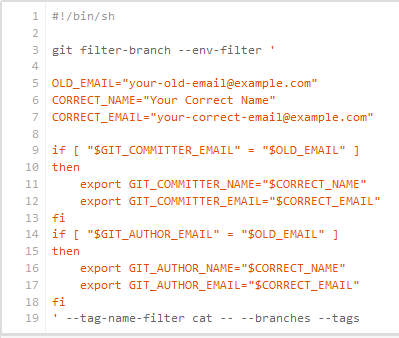 1 #!/bin/sh
2
3 git filter-branch --env-filter '
4
5 OLD_EMAIL="your-old-email@example.com"
6 CORRECT_NAME="Your Correct Name"
7 CORRECT_EMAIL="your-correct-email@example.com"
8
9 if [ "$GIT_COMMITTER_EMAIL" = "$OLD_EMAIL" ]
10 then
11     export GIT_COMMITTER_NAME="$CORRECT_NAME"
12     export GIT_COMMITTER_EMAIL="$CORRECT_EMAIL"
13 fi
14 if [ "$GIT_AUTHOR_EMAIL" = "$OLD_EMAIL" ]
15 then
16     export GIT_AUTHOR_NAME="$CORRECT_NAME"
17     export GIT_AUTHOR_EMAIL="$CORRECT_EMAIL"
18 fi
19 ' --tag-name-filter cat -- --branches --tags